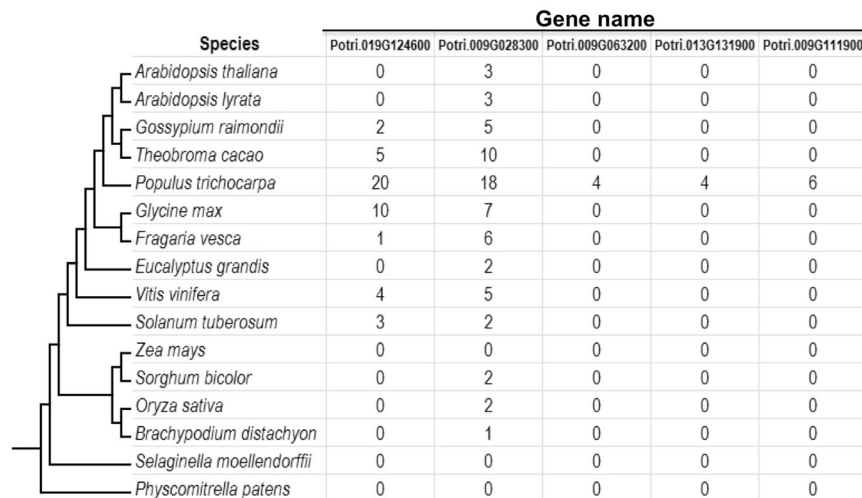 Gene name
Species Potri.019G124600 Potri.009G028300 Potri.009G063200 Potri.013G131900 Potri.009G111900
Arabidopsis thaliana 0 3 0 0 0
Arabidopsis lyrata 0 3 0 0 0
Gossypium raimondii 2 5 0 0 0
Theobroma cacao 5 10 0 0 0
Populus trichocarpa 20 18 4 4 6
Glycine max 10 7 0 0 0
Fragaria vesca 1 6 0 0 0
Eucalyptus grandis 0 2 0 0 0
Vitis vinifera 4 5 0 0 0
Solanum tuberosum 3 2 0 0 0
Zea mays 0 0 0 0 0
Sorghum bicolor 0 2 0 0 0
Oryza sativa 0 2 0 0 0
Brachypodium distachyon 0 1 0 0 0
Selaginella moellendorffii 0 0 0 0 0
Physcomitrella patens 0 0 0 0 0